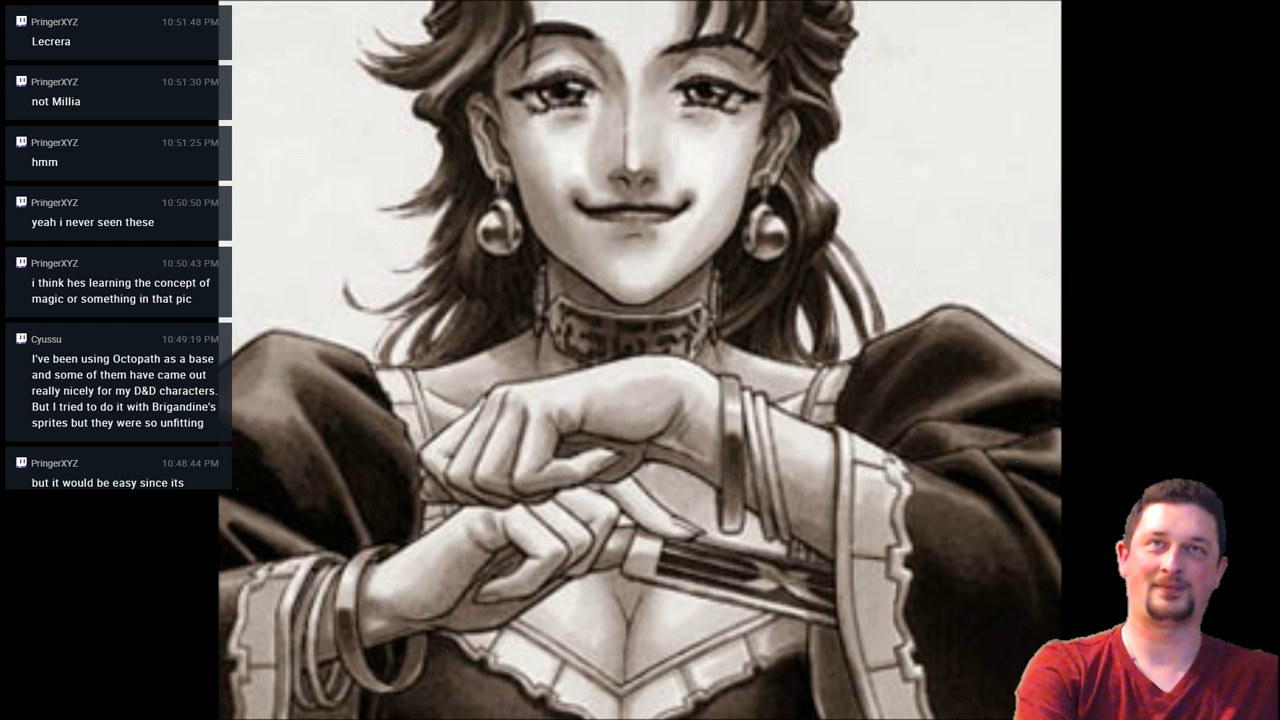 PringerXYZ 10:51:48 PM
Lecrera
PringerXYZ 10:51:30 PM
not Millia
PringerXYZ 10:51:25 PM
hmm
PringerXYZ 10:50:50 PM
yeah i never seen these
PringerXYZ 10:50:43 PM
i think hes learning the concept of
magic or something in that pic
Cyussu 10:49:19 PM
I've been using Octopath as a base
and some of them have came out
really nicely for my D&D characters.
But I tried to do it with Brigandine's
sprites but they were so unfitting
PringerXYZ 10:48:44 PM
but it would be easy since its